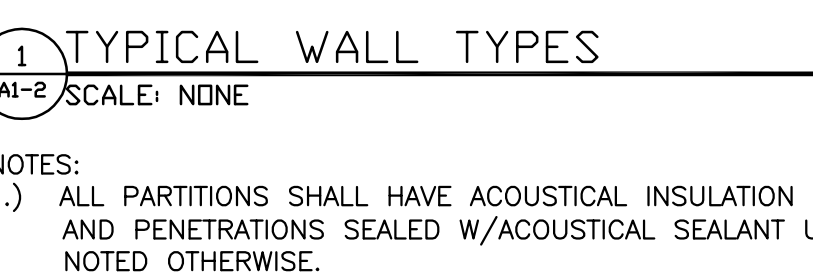 1
TYPICAL WALL TYPES
A1-2
SCALE: NONE
NOTES:
.) ALL PARTITIONS SHALL HAVE ACOUSTICAL INSULATION
AND PENETRATIONS SEALED W/ACOUSTICAL SEALANT
NOTED OTHERWISE.